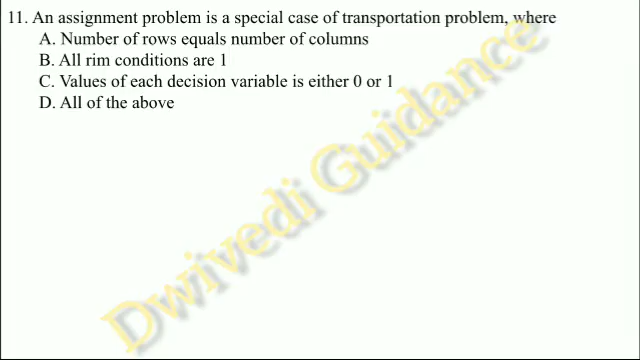 11. An assignment problem is a special case of transportation problem, where
A. Number of rows equals number of columns
B. All rim conditions are 1
C. Values of each decision variable is either 0 or 1
D. All of the above
Dwivedi Guidance